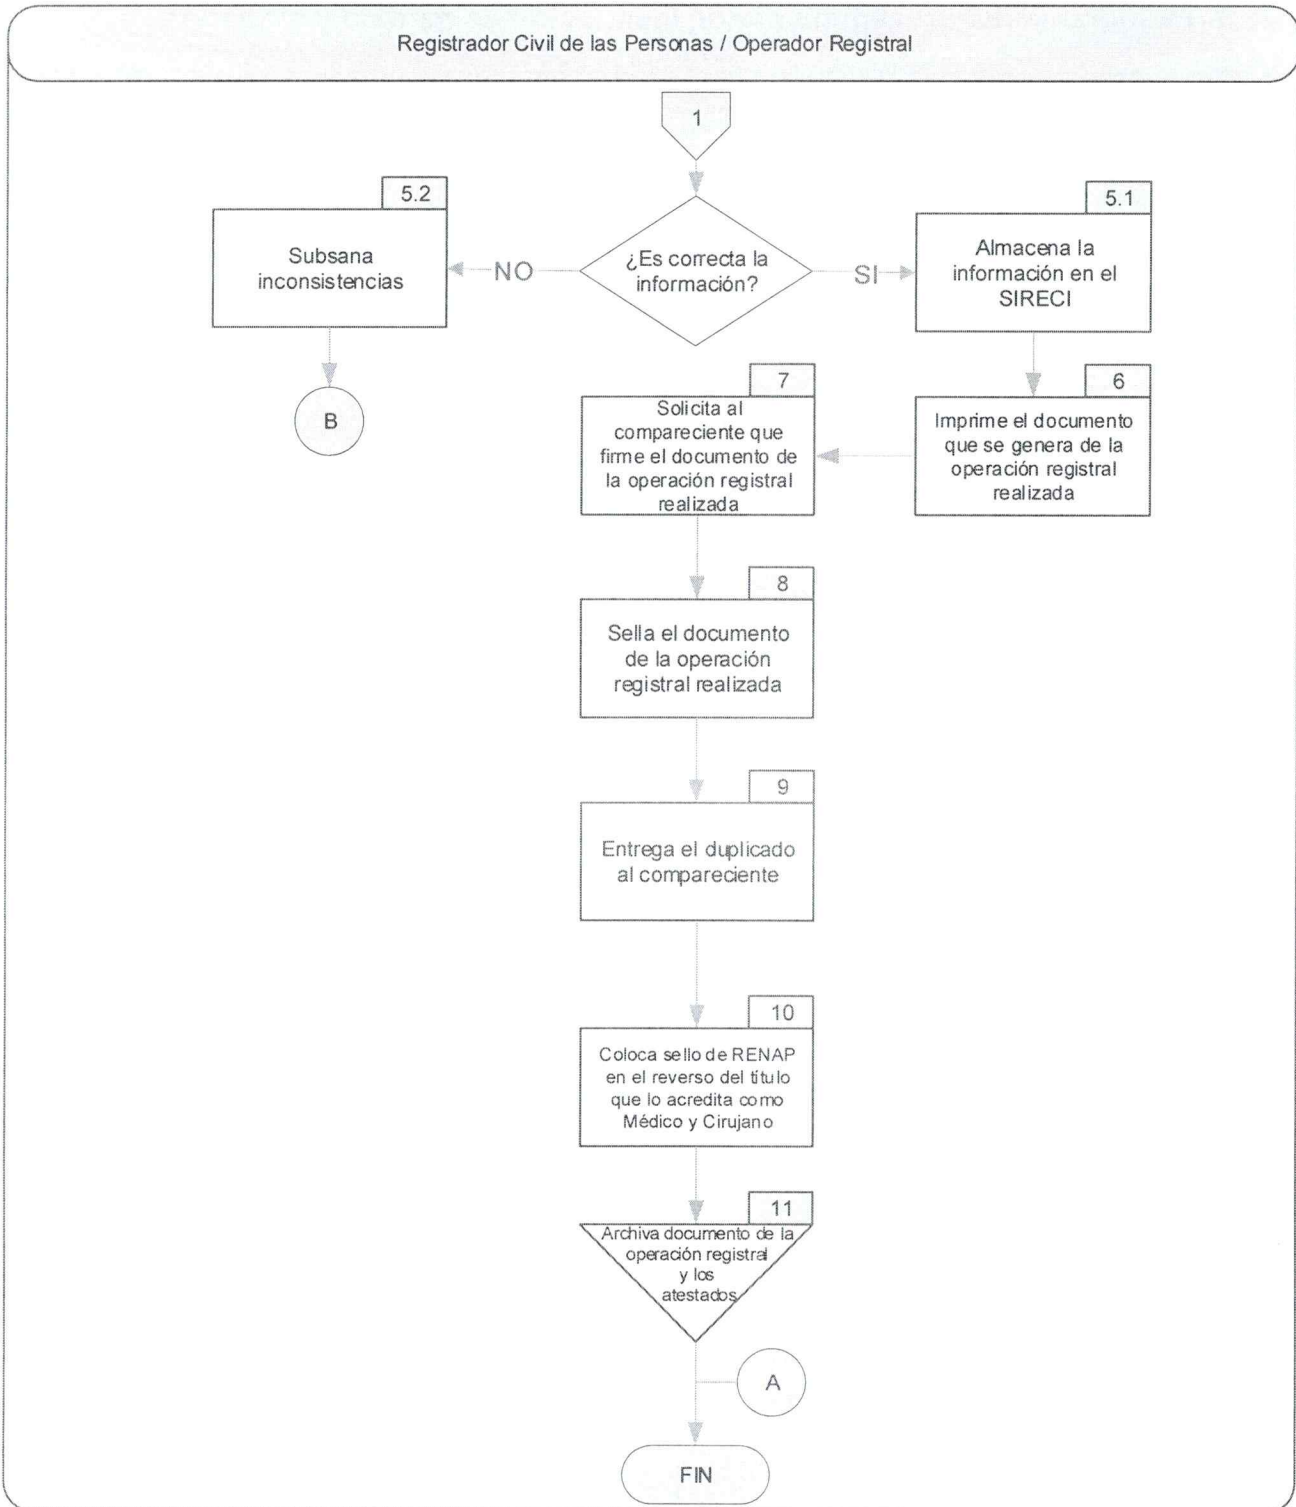 Registrador Civil de las Personas / Operador Registral
1
5.2
Subsana
inconsistencias
NO
¿Es correcta la
información?
SI
5.1
Almacena la
información en el
SIRECI
B
7
Solicita al
compareciente que
firme el documento de
la operación registral
realizada
6
Imprime el documento
que se genera de la
operación registral
realizada
8
Sella el documento
de la operación
registral realizada
9
Entrega el duplicado
al compareciente
10
Coloca sello de RENAP
en el reverso del título
que lo acredita como
Médico y Cirujano
11
Archiva documento de la
operación registral
y los
atestados
A
FIN